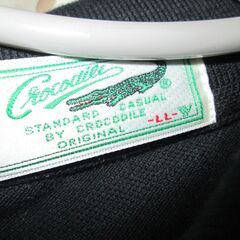 Crocodile
®
STANDARD CASUAL
BY CROCODILE
ORIGINAL
-LL-